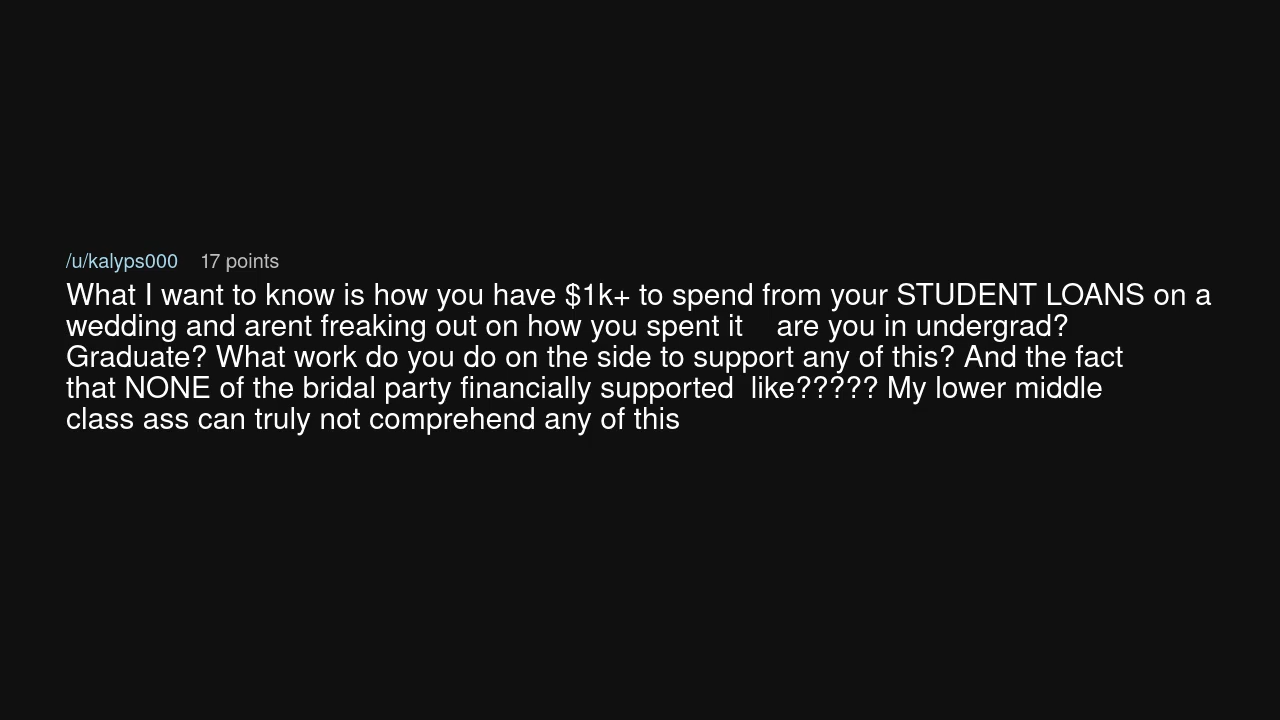 /u/kalyps000 17 points
What I want to know is how you have $1k+ to spend from your STUDENT LOANS on a
wedding and arent freaking out on how you spent it are you in undergrad?
Graduate? What work do you do on the side to support any of this? And the fact
that NONE of the bridal party financially supported like????? My lower middle
class ass can truly not comprehend any of this